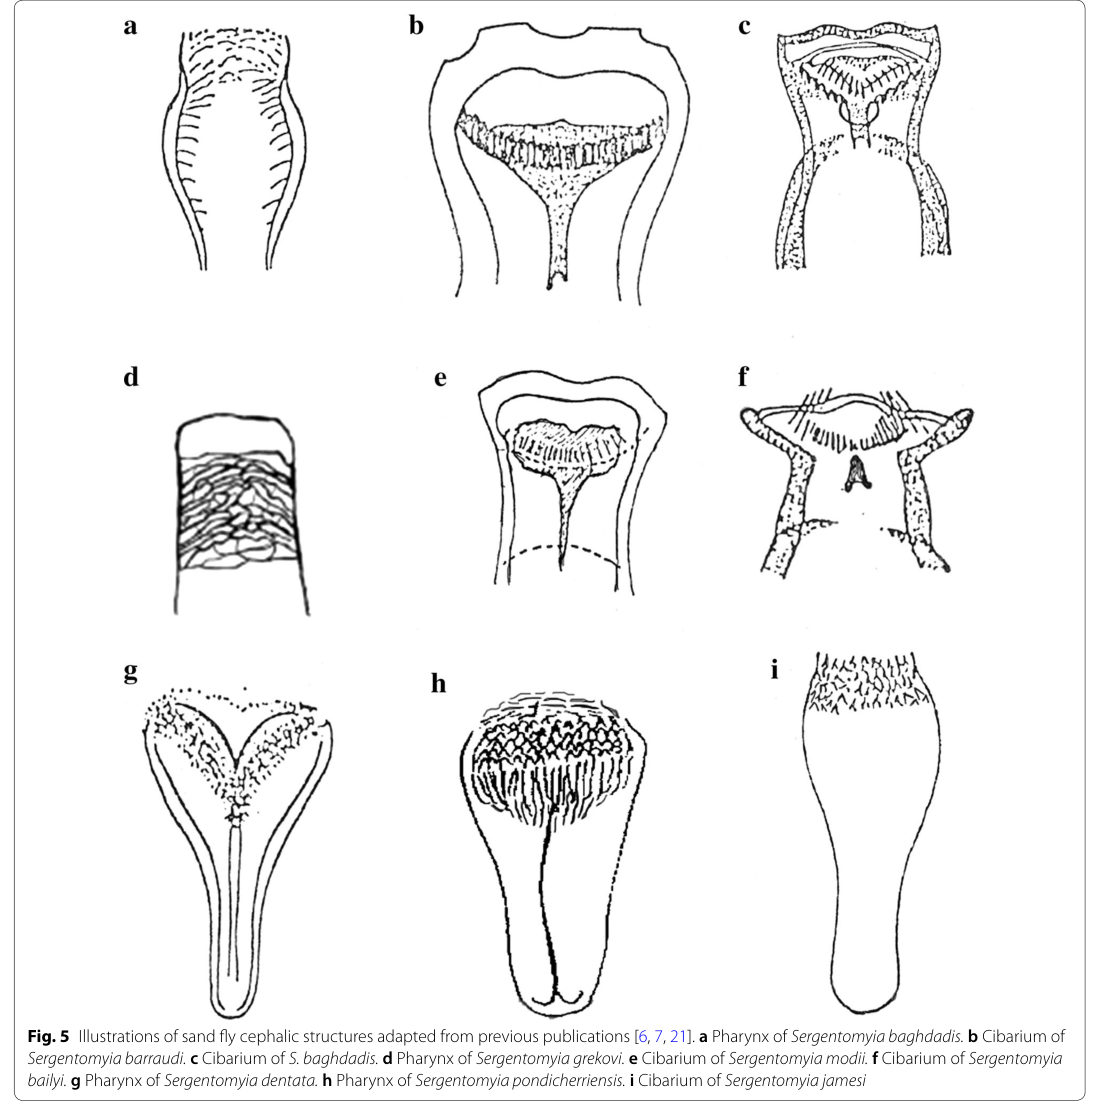 a
b
c
d
e
f
g
h
i
Fig. 5 Illustrations of sand fly cephalic structures adapted from previous publications [6, 7, 21]. a Pharynx of Sergentomyia baghdadis. b Cibarium of
Sergentomyia barraudi. c Cibarium of S. baghdadis. d Pharynx of Sergentomyia grekovi. e Cibarium of Sergentomyia modii. f Cibarium of Sergentomyia
bailyi. g Pharynx of Sergentomyia dentata. h Pharynx of Sergentomyia pondicherriensis. i Cibarium of Sergentomyia jamesi